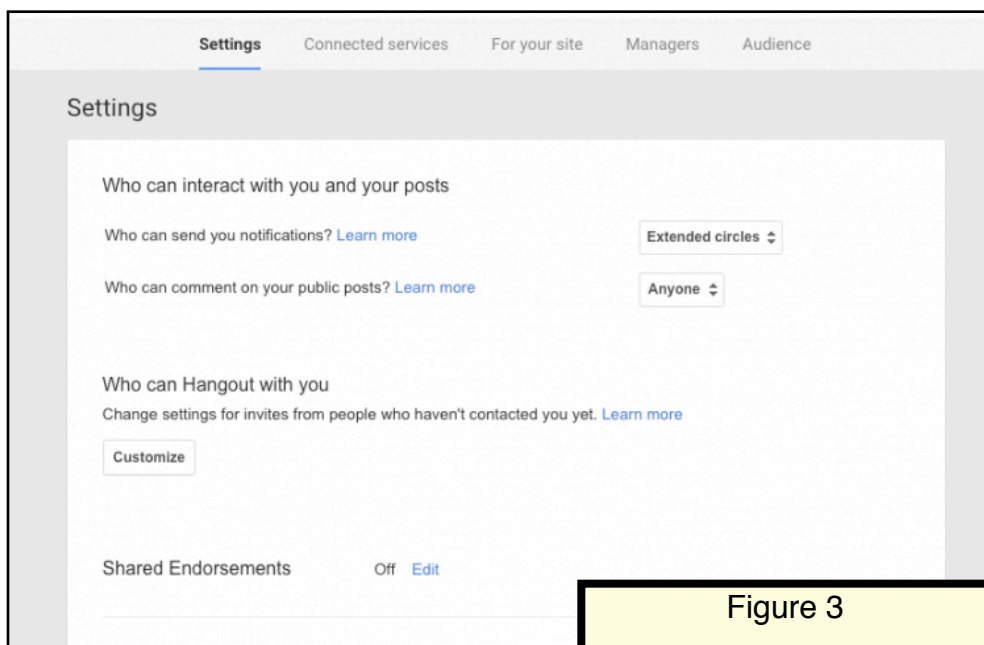 Settings Connected services For your site Managers Audience
Settings
Who can interact with you and your posts
Who can send you notifications? Learn more Extended circles
Who can comment on your public posts? Learn more Anyone
Who can Hangout with you
Change settings for invites from people who haven't contacted you yet. Learn more
Customize
Shared Endorsements Off Edit
Figure 3